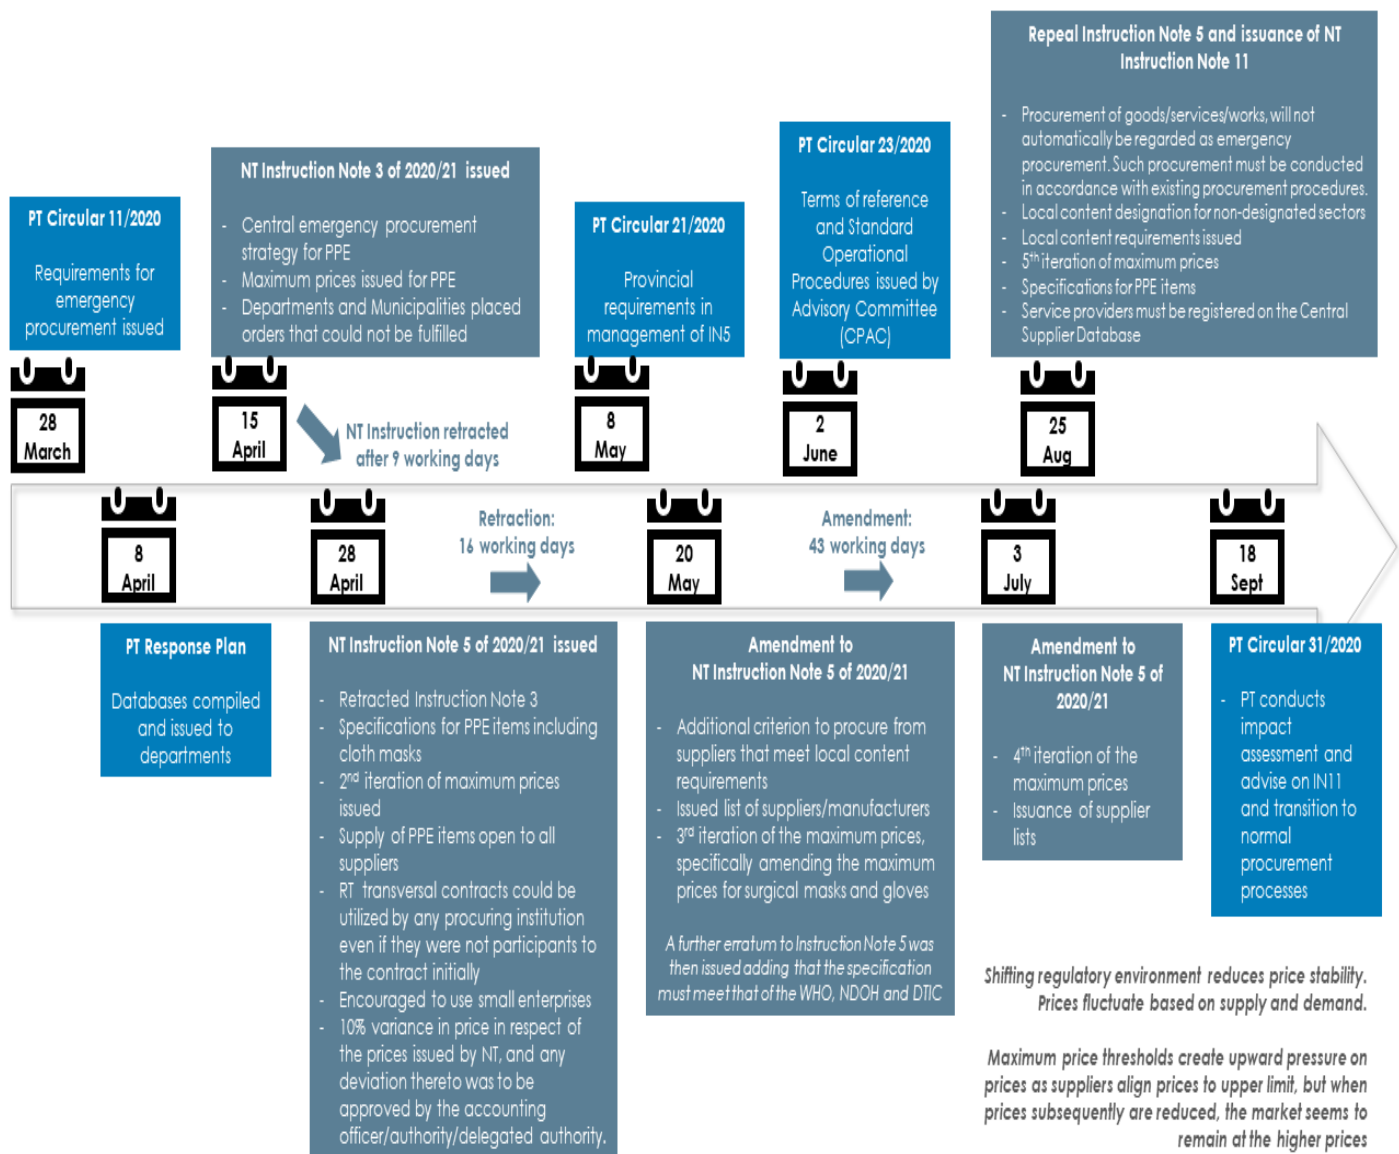 PT Circular 11/2020
Requirements for
emergency
procurement issued
28
March
NT Instruction Note 3 of 2020/21 issued
- Central emergency procurement
strategy for PPE
- Maximum prices issued for PPE
- Departments and Municipalities placed
orders that could not be fulfilled
15
April
NT Instruction retracted
after 9 working days
PT Circular 21/2020
Provincial
requirements in
management of IN5
8
May
PT Circular 23/2020
Terms of reference
and Standard
Operational
Procedures issued by
Advisory Committee
(CPAC)
2
June
Repeal Instruction Note 5 and issuance of NT
Instruction Note 11
- Procurement of goods/services/works, will not
automatically be regarded as emergency
procurement. Such procurement must be conducted
in accordance with existing procurement procedures.
- Local content designation for non-designated sectors
- Local content requirements issued
- 5th iteration of maximum prices
- Specifications for PPE items
- Service providers must be registered on the Central
Supplier Database
25
Aug
8
April
PT Response Plan
Databases compiled
and issued to
departments
28
April
NT Instruction Note 5 of 2020/21 issued
- Retracted Instruction Note 3
- Specifications for PPE items including
cloth masks
- 2nd iteration of maximum prices
issued
- Supply of PPE items open to all
suppliers
- RT transversal contracts could be
utilized by any procuring institution
even if they were not participants to
the contract initially
- Encouraged to use small enterprises
- 10% variance in price in respect of
the prices issued by NT, and any
deviation thereto was to be
approved by the accounting
officer/authority/delegated authority.
Retraction:
16 working days
20
May
Amendment to
NT Instruction Note 5 of 2020/21
- Additional criterion to procure from
suppliers that meet local content
requirements
- Issued list of suppliers/manufacturers
- 3rd iteration of the maximum prices,
specifically amending the maximum
prices for surgical masks and gloves
A further erratum to Instruction Note 5 was
then issued adding that the specification
must meet that of the WHO, NDOH and DTIC
Amendment:
43 working days
3
July
Amendment to
NT Instruction Note 5 of
2020/21
- 4th iteration of the
maximum prices
- Issuance of supplier
lists
18
Sept
PT Circular 31/2020
- PT conducts
impact
assessment and
advise on IN11
and transition to
normal
procurement
processes
Shifting regulatory environment reduces price stability.
Prices fluctuate based on supply and demand.
Maximum price thresholds create upward pressure on
prices as suppliers align prices to upper limit, but when
prices subsequently are reduced, the market seems to
remain at the higher prices